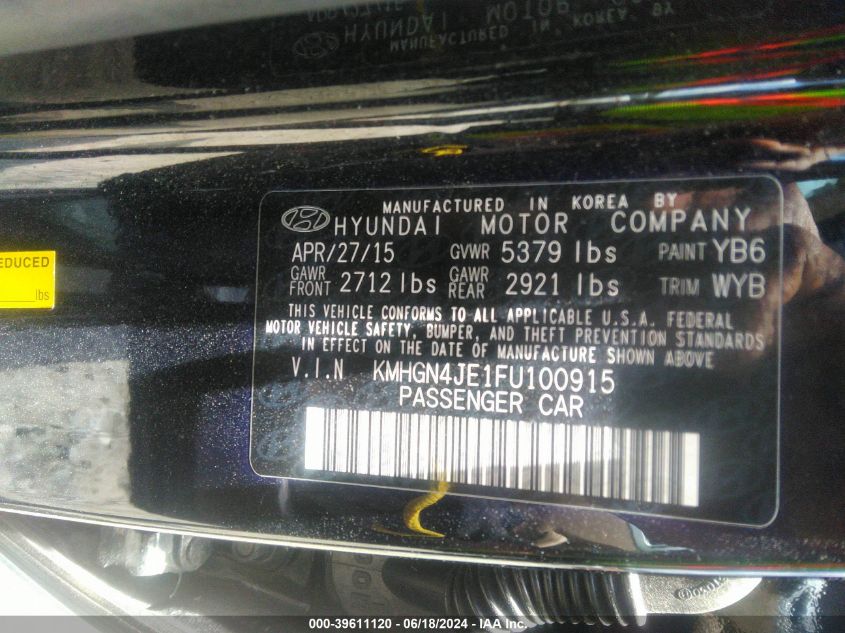 MANUFACTURED IN KOREA BY
HYUNDAI MOTOR COMPANY
APR/27/15 GVWR 5379 lbs PAINT YB6
GAWR FRONT 2712 lbs GAWR REAR 2921 lbs TRIM WYB
THIS VEHICLE CONFORMS TO ALL APPLICABLE U.S.A. FEDERAL
MOTOR VEHICLE SAFETY, BUMPER, AND THEFT PREVENTION STANDARDS
IN EFFECT ON THE DATE OF MANUFACTURE SHOWN ABOVE
V.I.N KMHGN4JE1FU100915
PASSENGER CAR
EDUCED
lbs
000-39611120 - 06/18/2024 - IAA Inc.